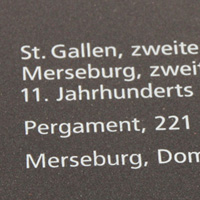 St. Gallen, zweite
Merseburg, zweit
11. Jahrhunderts
Pergament, 221
Merseburg, Dom